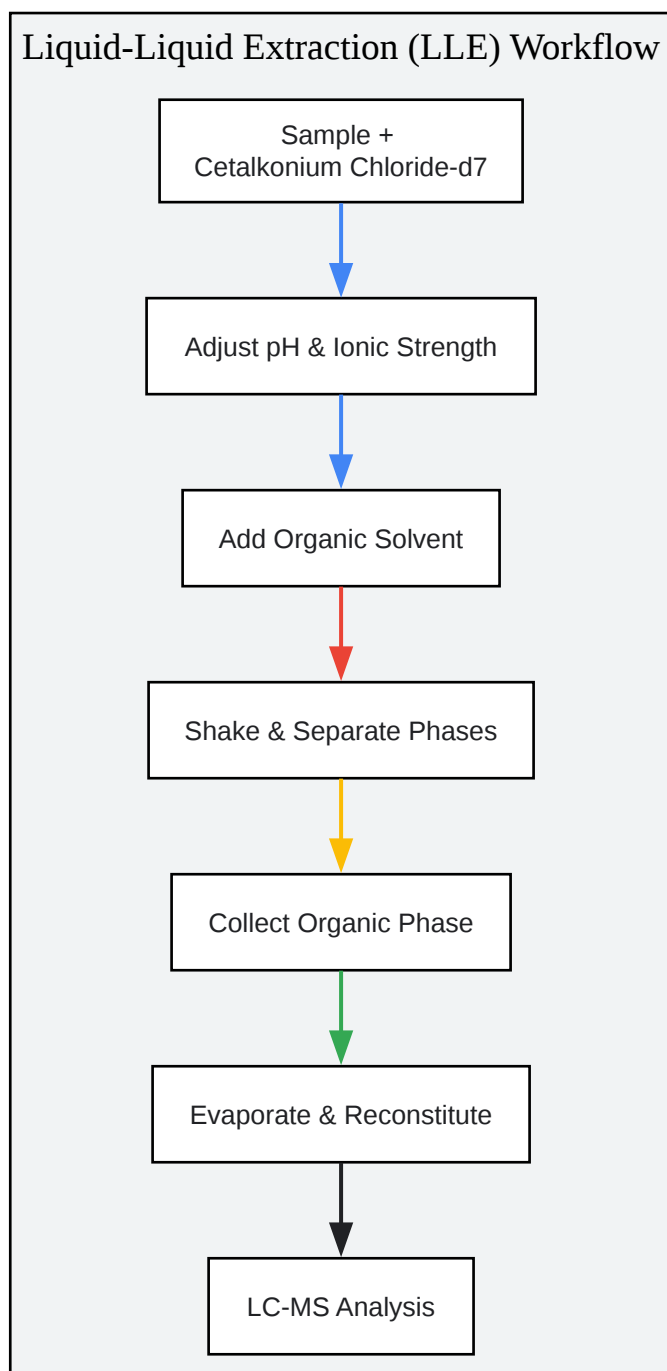 Liquid-Liquid Extraction (LLE) Workflow
Sample +
Cetalkonium Chloride-d7
Adjust pH & Ionic Strength
Add Organic Solvent
Shake & Separate Phases
Collect Organic Phase
Evaporate & Reconstitute
LC-MS Analysis